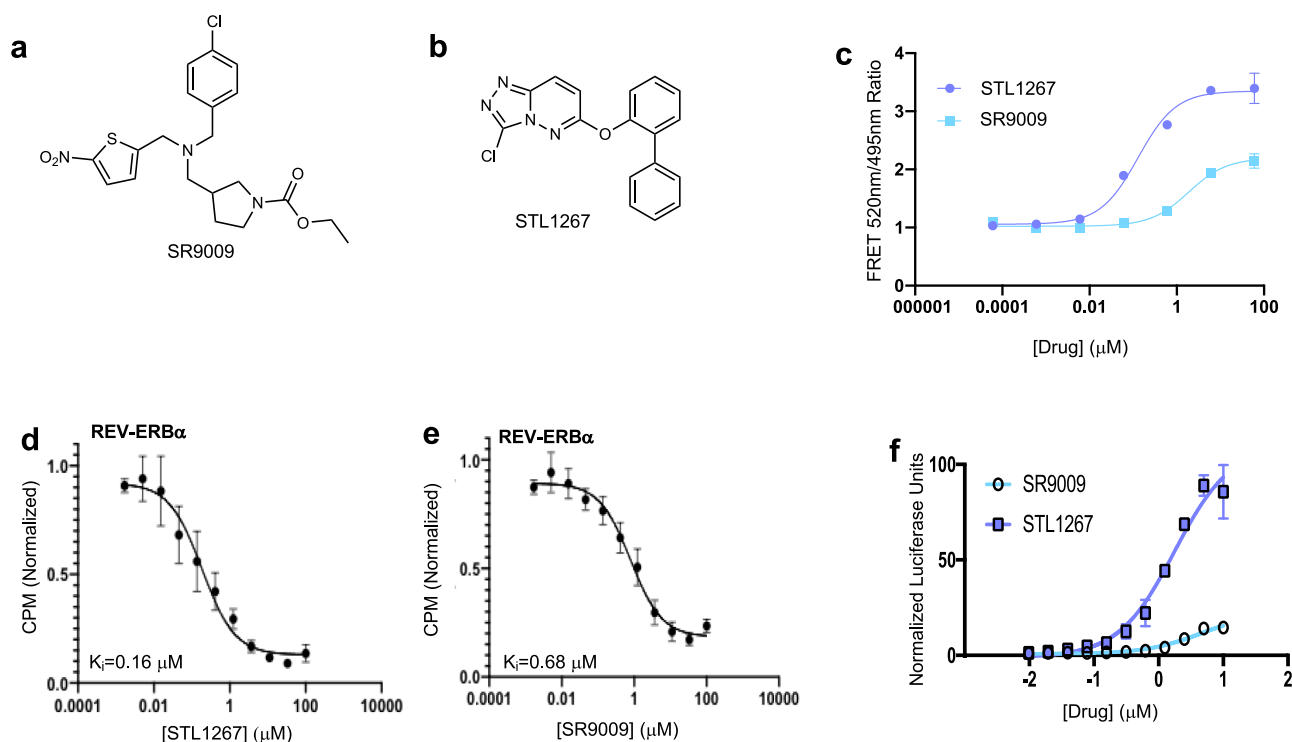 a
Cl
S
O₂N
N
N
O
O
SR9009
b
N
N
N
N
O
Cl
STL1267
c
FRET 520nm/495nm Ratio
4
3
2
1
0
STL1267
SR9009
000001 0.0001 0.01 1 100
[Drug] (μM)
d
REV-ERBα
CPM (Normalized)
1.0
0.5
0.0
Kᵢ=0.16 μM
0.0001 0.01 1 100 10000
[STL1267] (μM)
e
REV-ERBα
CPM (Normalized)
1.0
0.5
0.0
Kᵢ=0.68 μM
0.0001 0.01 1 100 10000
[SR9009] (μM)
f
Normalized Luciferase Units
100
50
0
SR9009
STL1267
-2 -1 0 1 2
[Drug] (μM)